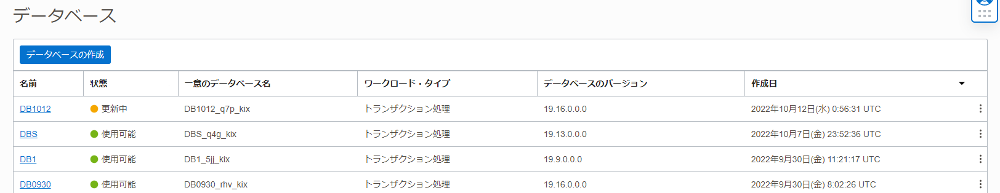 データベース
データベースの作成
名前 状態 一意のデータベース名 ワークロード・タイプ データベースのバージョン 作成日
DB1012 更新中 DB1012_q7p_kix トランザクション処理 19.16.0.0.0 2022年10月12日(水) 0:56:31 UTC
DBS 使用可能 DBS_q4g_kix トランザクション処理 19.13.0.0.0 2022年10月7日(金) 23:52:36 UTC
DB1 使用可能 DB1_5jj_kix トランザクション処理 19.9.0.0.0 2022年9月30日(金) 11:21:17 UTC
DB0930 使用可能 DB0930_rhv_kix トランザクション処理 19.16.0.0.0 2022年9月30日(金) 8:02:26 UTC